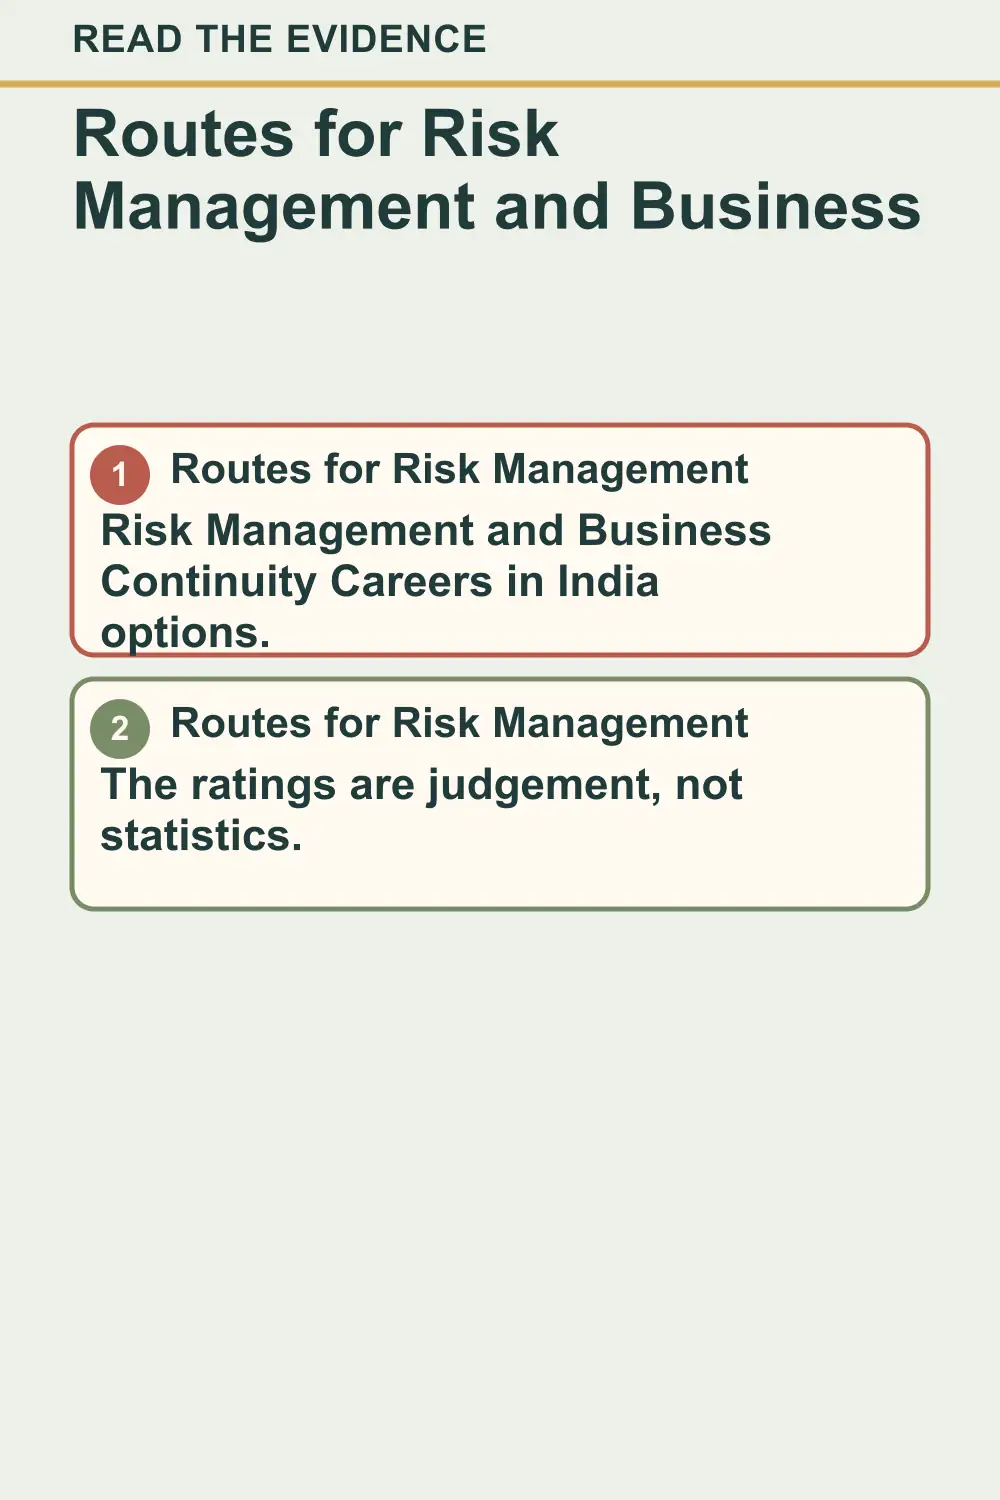 READ THE EVIDENCE
Routes for Risk
Management and Business
1 Routes for Risk Management
Risk Management and Business
Continuity Careers in India
options.
2 Routes for Risk Management
The ratings are judgement, not
statistics.